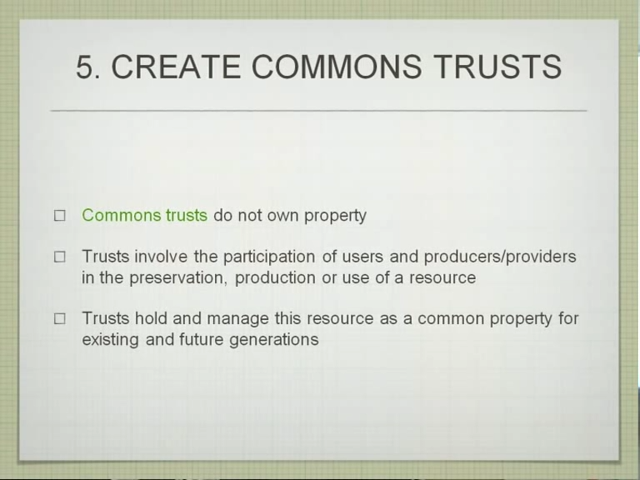 5. CREATE COMMONS TRUSTS
Commons trusts do not own property
Trusts involve the participation of users and producers/providers
in the preservation, production or use of a resource
Trusts hold and manage this resource as a common property for
existing and future generations